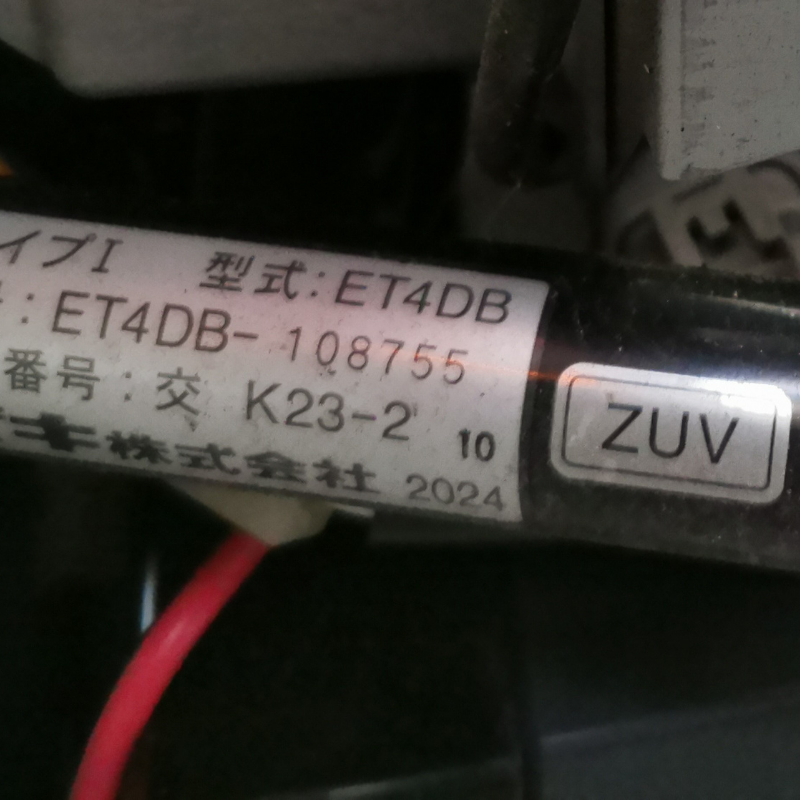 イプI 型式:ET4DB
:ET4DB-108755
番号:交 K23-2 10
キ株式会社 2024
ZUV